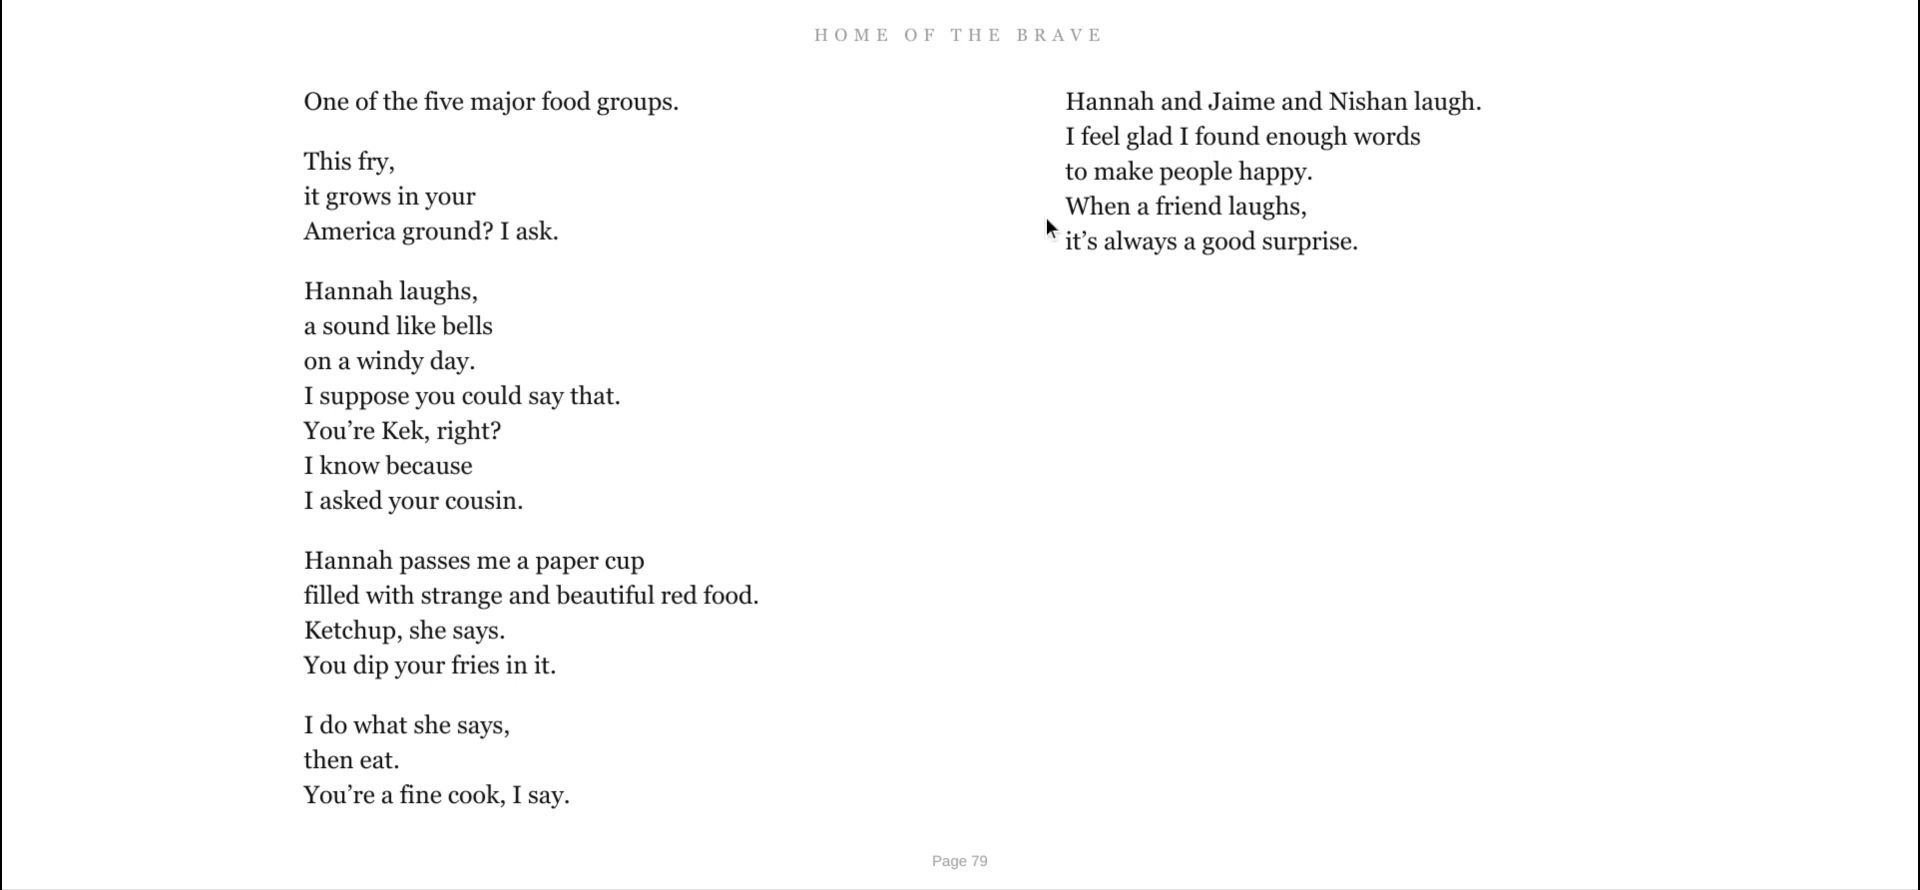 HOME OF THE BRAVE
One of the five major food groups.
This fry,
it grows in your
America ground? I ask.
Hannah laughs,
a sound like bells
on a windy day.
I suppose you could say that.
You’re Kek, right?
I know because
I asked your cousin.
Hannah passes me a paper cup
filled with strange and beautiful red food.
Ketchup, she says.
You dip your fries in it.
I do what she says,
then eat.
You’re a fine cook, I say.
Hannah and Jaime and Nishan laugh.
I feel glad I found enough words
to make people happy.
When a friend laughs,
it’s always a good surprise.
Page 79